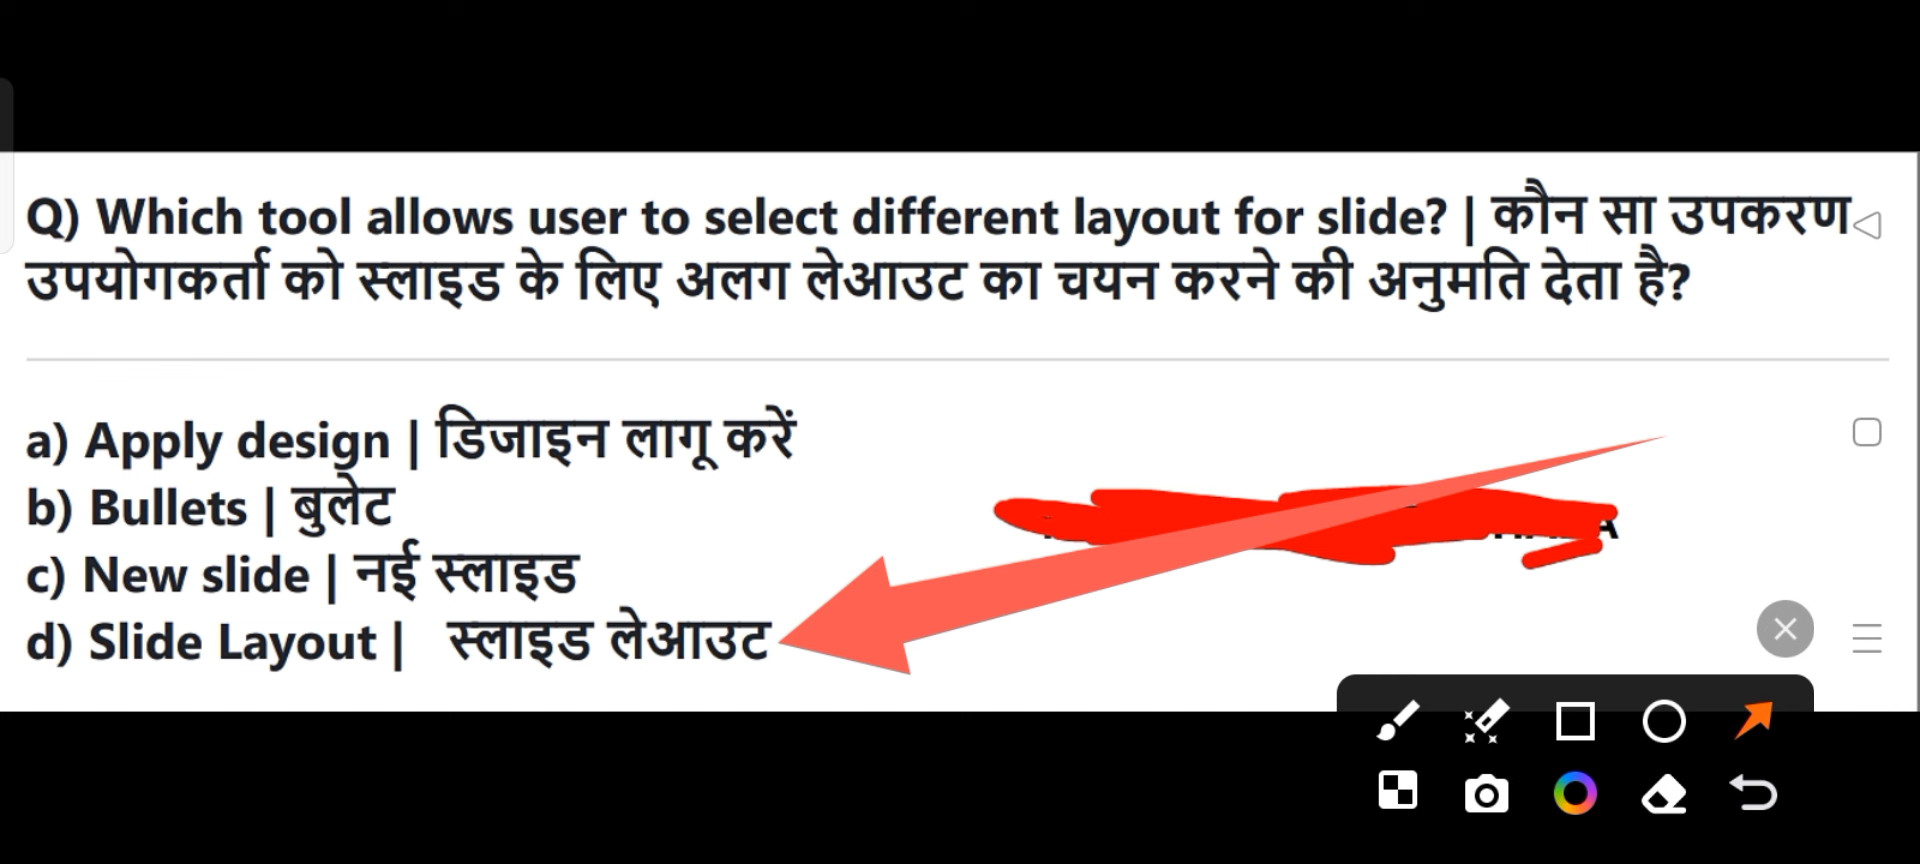 Q) Which tool allows user to select different layout for slide? | कौन सा उपकरण
उपयोगकर्ता को स्लाइड के लिए अलग लेआउट का चयन करने की अनुमति देता है?
a) Apply design | डिजाइन लागू करें
b) Bullets | बुलेट
c) New slide | नई स्लाइड
d) Slide Layout | स्लाइड लेआउट